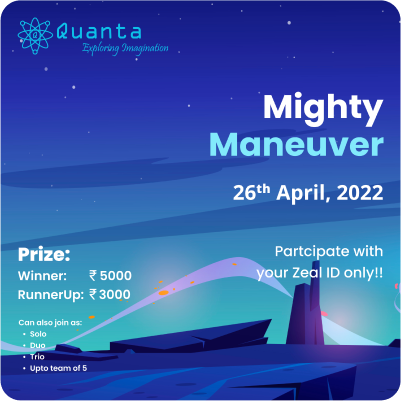 Quanta
Exploring Imagination
Mighty
Maneuver
26th April, 2022
Prize:
Winner: ₹ 5000
RunnerUp: ₹ 3000
Partcipate with
your Zeal ID only!!
Can also join as:
• Solo
• Duo
• Trio
• Upto team of 5